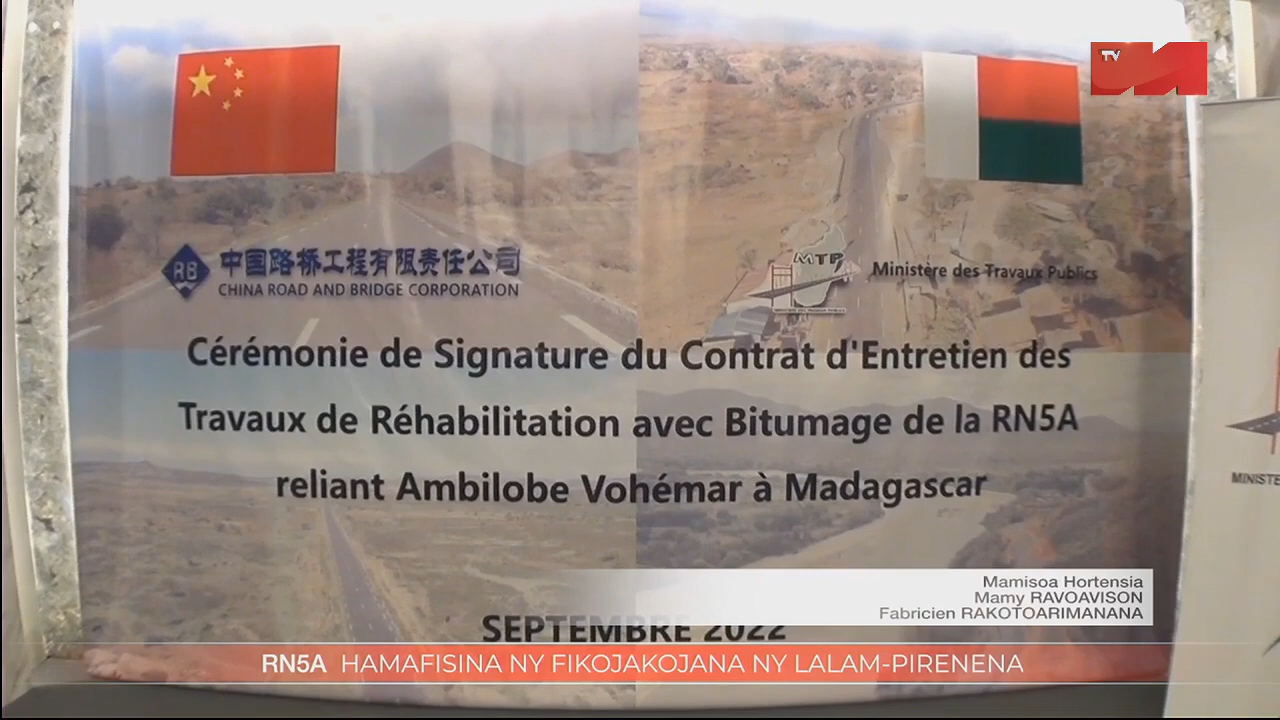 TV
RB
中国路桥工程有限责任公司
CHINA ROAD AND BRIDGE CORPORATION
MTP
Ministère des Travaux Publics
Cérémonie de Signature du Contrat d'Entretien des
Travaux de Réhabilitation avec Bitumage de la RN5A
reliant Ambilobe Vohémar à Madagascar
MINISTE
Mamisoa Hortensia
Mamy RAVOAVISON
Fabricien RAKOTOARIMANANA
SEPTEMBRE 2022
RN5A HAMAFISINA NY FIKOJAKOJANA NY LALAM-PIRENENA